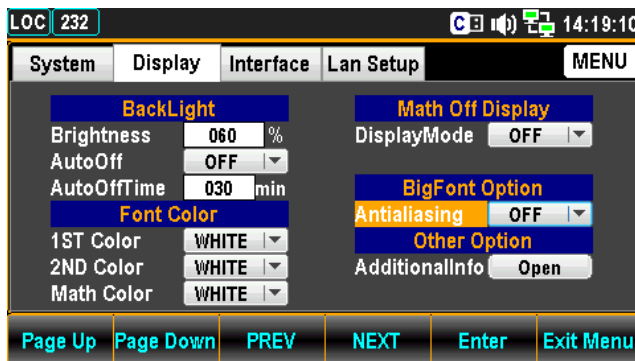 LOC 232 C 14:19:10
System Display Interface Lan Setup MENU
BackLight
Brightness 060 %
AutoOff OFF
AutoOffTime 030 min
Font Color
1ST Color WHITE
2ND Color WHITE
Math Color WHITE
Math Off Display
DisplayMode OFF
BigFont Option
Antialiasing OFF
Other Option
AdditionalInfo Open
Page Up Page Down PREV NEXT Enter Exit Menu